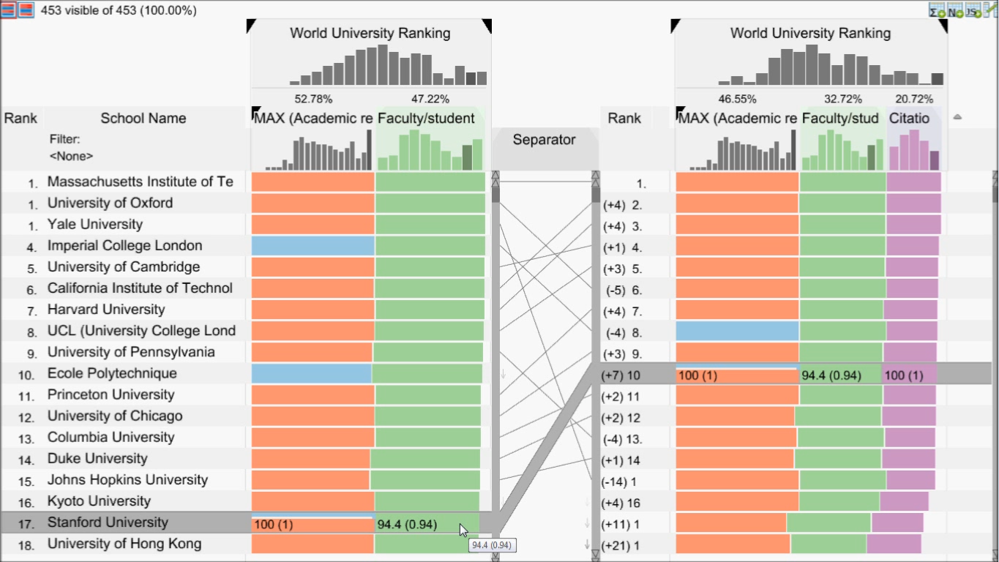 453 visible of 453 (100.00%)
Σ N JS
World University Ranking World University Ranking
52.78% 47.22% 46.55% 32.72% 20.72%
Rank School Name MAX (Academic re Faculty/student Rank MAX (Academic re Faculty/stud Citatio
Filter:
<None>
Separator
1. Massachusetts Institute of Te 1.
1. University of Oxford (+4) 2.
1. Yale University (+4) 3.
4. Imperial College London (+1) 4.
5. University of Cambridge (+3) 5.
6. California Institute of Technol (-5) 6.
7. Harvard University (+4) 7.
8. UCL (University College Lond (-4) 8.
9. University of Pennsylvania (+3) 9.
10. Ecole Polytechnique (+7) 10 100 (1) 94.4 (0.94) 100 (1)
11. Princeton University (+2) 11
12. University of Chicago (+2) 12
13. Columbia University (-4) 13.
14. Duke University (+1) 14
15. Johns Hopkins University (-14) 1
16. Kyoto University (+4) 16
17. Stanford University 100 (1) 94.4 (0.94) (+11) 1
18. University of Hong Kong 94.4 (0.94) (+21) 1